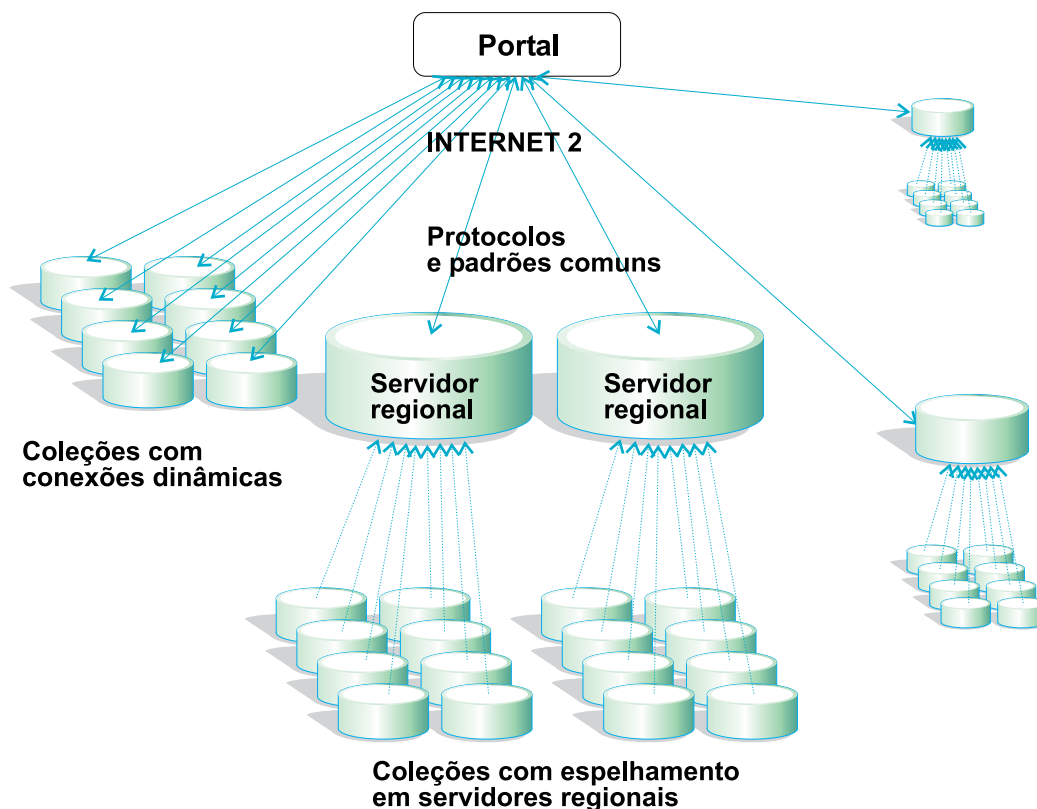 Portal
INTERNET 2
Protocolos
e padrões comuns
Servidor
regional
Servidor
regional
Coleções com
conexões dinâmicas
Coleções com espelhamento
em servidores regionais